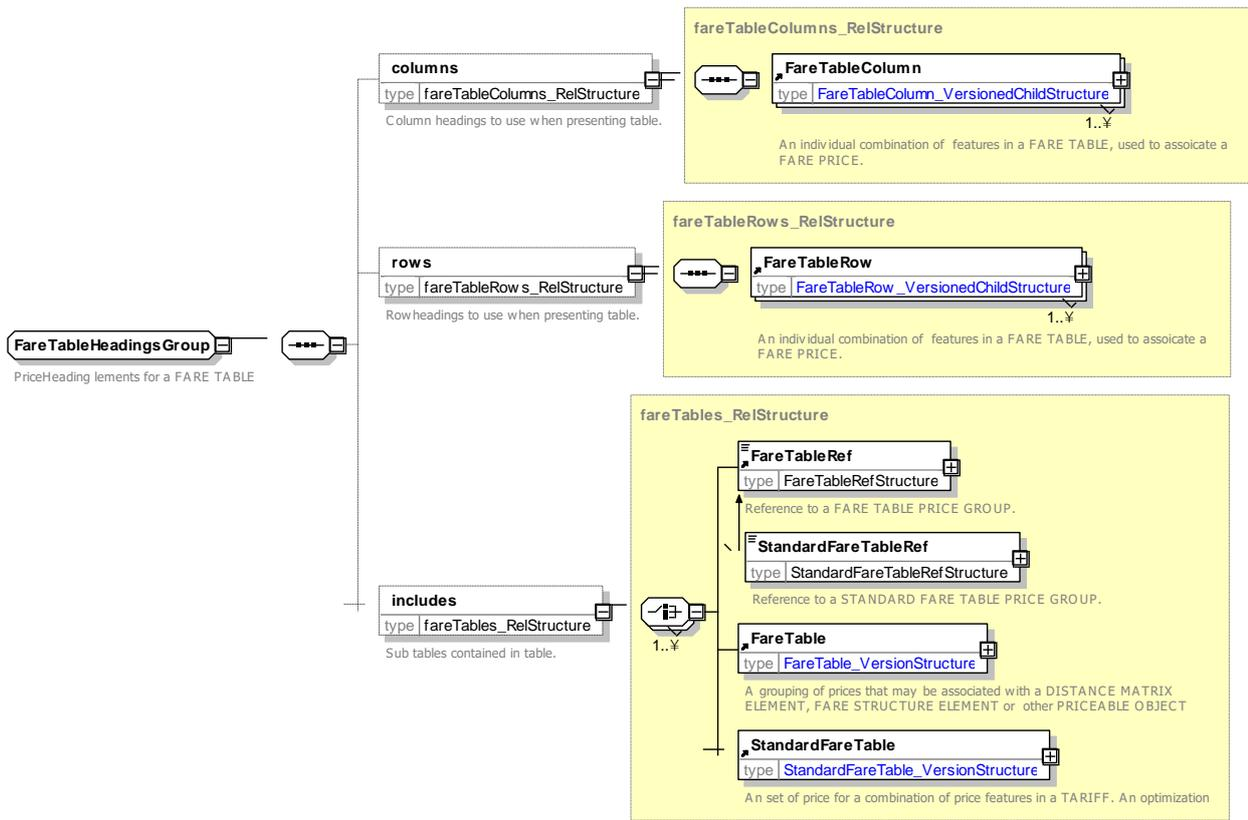 fareTableColumns_RelStructure
columns
type fareTableColumns_RelStructure
Column headings to use when presenting table.
FareTableColumn
type FareTableColumn_VersionedChildStructure
1..¥
An individual combination of features in a FARE TABLE, used to assoicate a
FARE PRICE.
fareTableRows_RelStructure
rows
type fareTableRows_RelStructure
Row headings to use when presenting table.
FareTableRow
type FareTableRow_VersionedChildStructure
1..¥
An individual combination of features in a FARE TABLE, used to assoicate a
FARE PRICE.
FareTableHeadingsGroup
PriceHeading lements for a FARE TABLE
fareTables_RelStructure
includes
type fareTables_RelStructure
Sub tables contained in table.
1..¥
FareTableRef
type FareTableRefStructure
Reference to a FARE TABLE PRICE GROUP.
StandardFareTableRef
type StandardFareTableRefStructure
Reference to a STANDARD FARE TABLE PRICE GROUP.
FareTable
type FareTable_VersionStructure
A grouping of prices that may be associated with a DISTANCE MATRIX
ELEMENT, FARE STRUCTURE ELEMENT or other PRICEABLE OBJECT
StandardFareTable
type StandardFareTable_VersionStructure
An set of price for a combination of price features in a TARIFF. An optimization